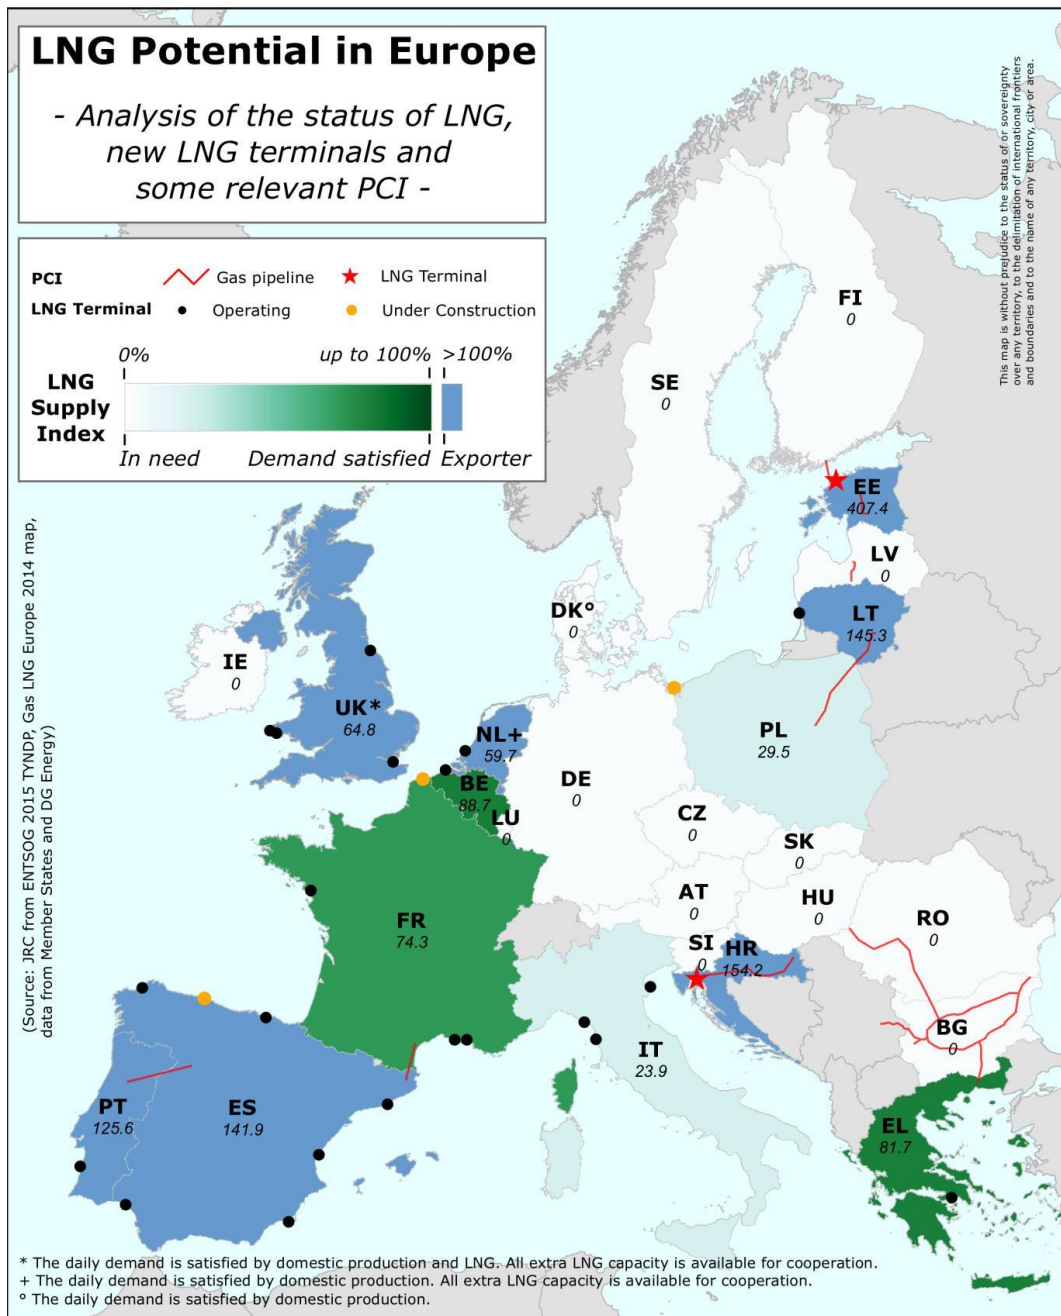 LNG Potential in Europe
- Analysis of the status of LNG,
new LNG terminals and
some relevant PCI -
PCI
Gas pipeline
LNG Terminal
LNG Terminal
Operating
Under Construction
0%
up to 100%
>100%
LNG
Supply
Index
In need
Demand satisfied
Exporter
This map is without prejudice to the status of or sovereignty
over any territory, to the delimitation of international frontiers
and boundaries and to the name of any territory, city or area.
(Source: JRC from ENTSOG 2015 TYNDP, Gas LNG Europe 2014 map,
data from Member States and DG Energy)
FI
0
SE
0
EE
407.4
LV
0
DK°
0
LT
145.3
IE
0
UK*
64.8
NL+
59.7
PL
29.5
BE
88.7
DE
0
LU
0
CZ
0
SK
0
AT
0
HU
0
FR
74.3
RO
0
SI
0
HR
154.2
BG
0
IT
23.9
PT
125.6
ES
141.9
EL
81.7
* The daily demand is satisfied by domestic production and LNG. All extra LNG capacity is available for cooperation.
+ The daily demand is satisfied by domestic production. All extra LNG capacity is available for cooperation.
° The daily demand is satisfied by domestic production.